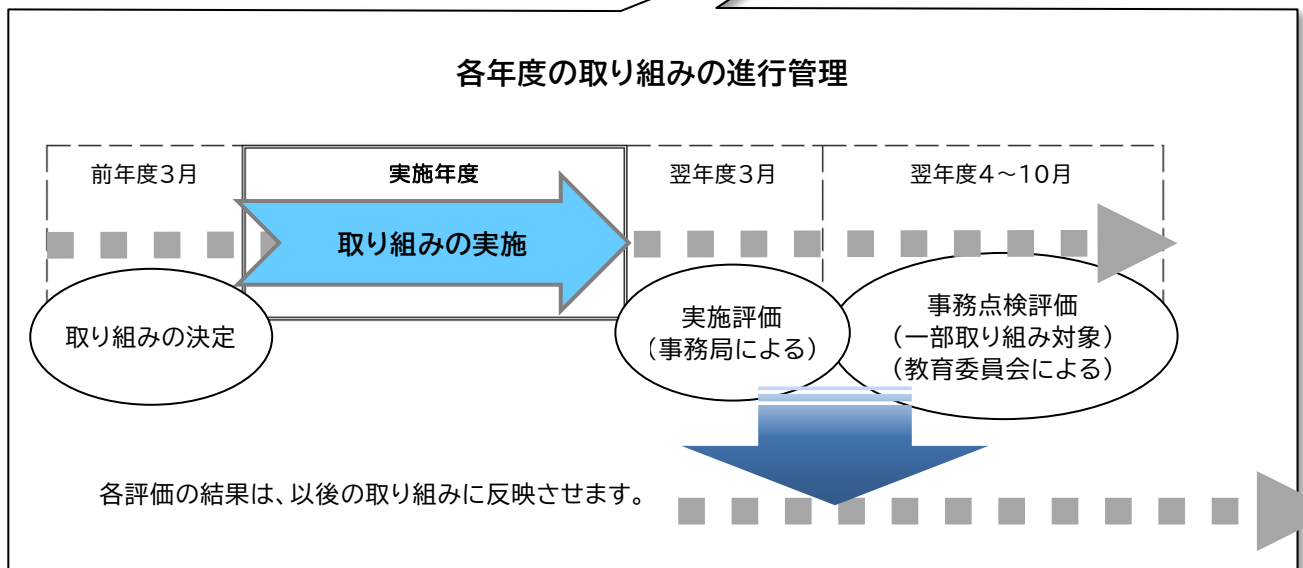 各年度の取り組みの進行管理
前年度3月
実施年度
翌年度3月
翌年度4～10月
取り組みの実施
取り組みの決定
実施評価
（事務局による）
事務点検評価
（一部取り組み対象）
（教育委員会による）
各評価の結果は、以後の取り組みに反映させます。